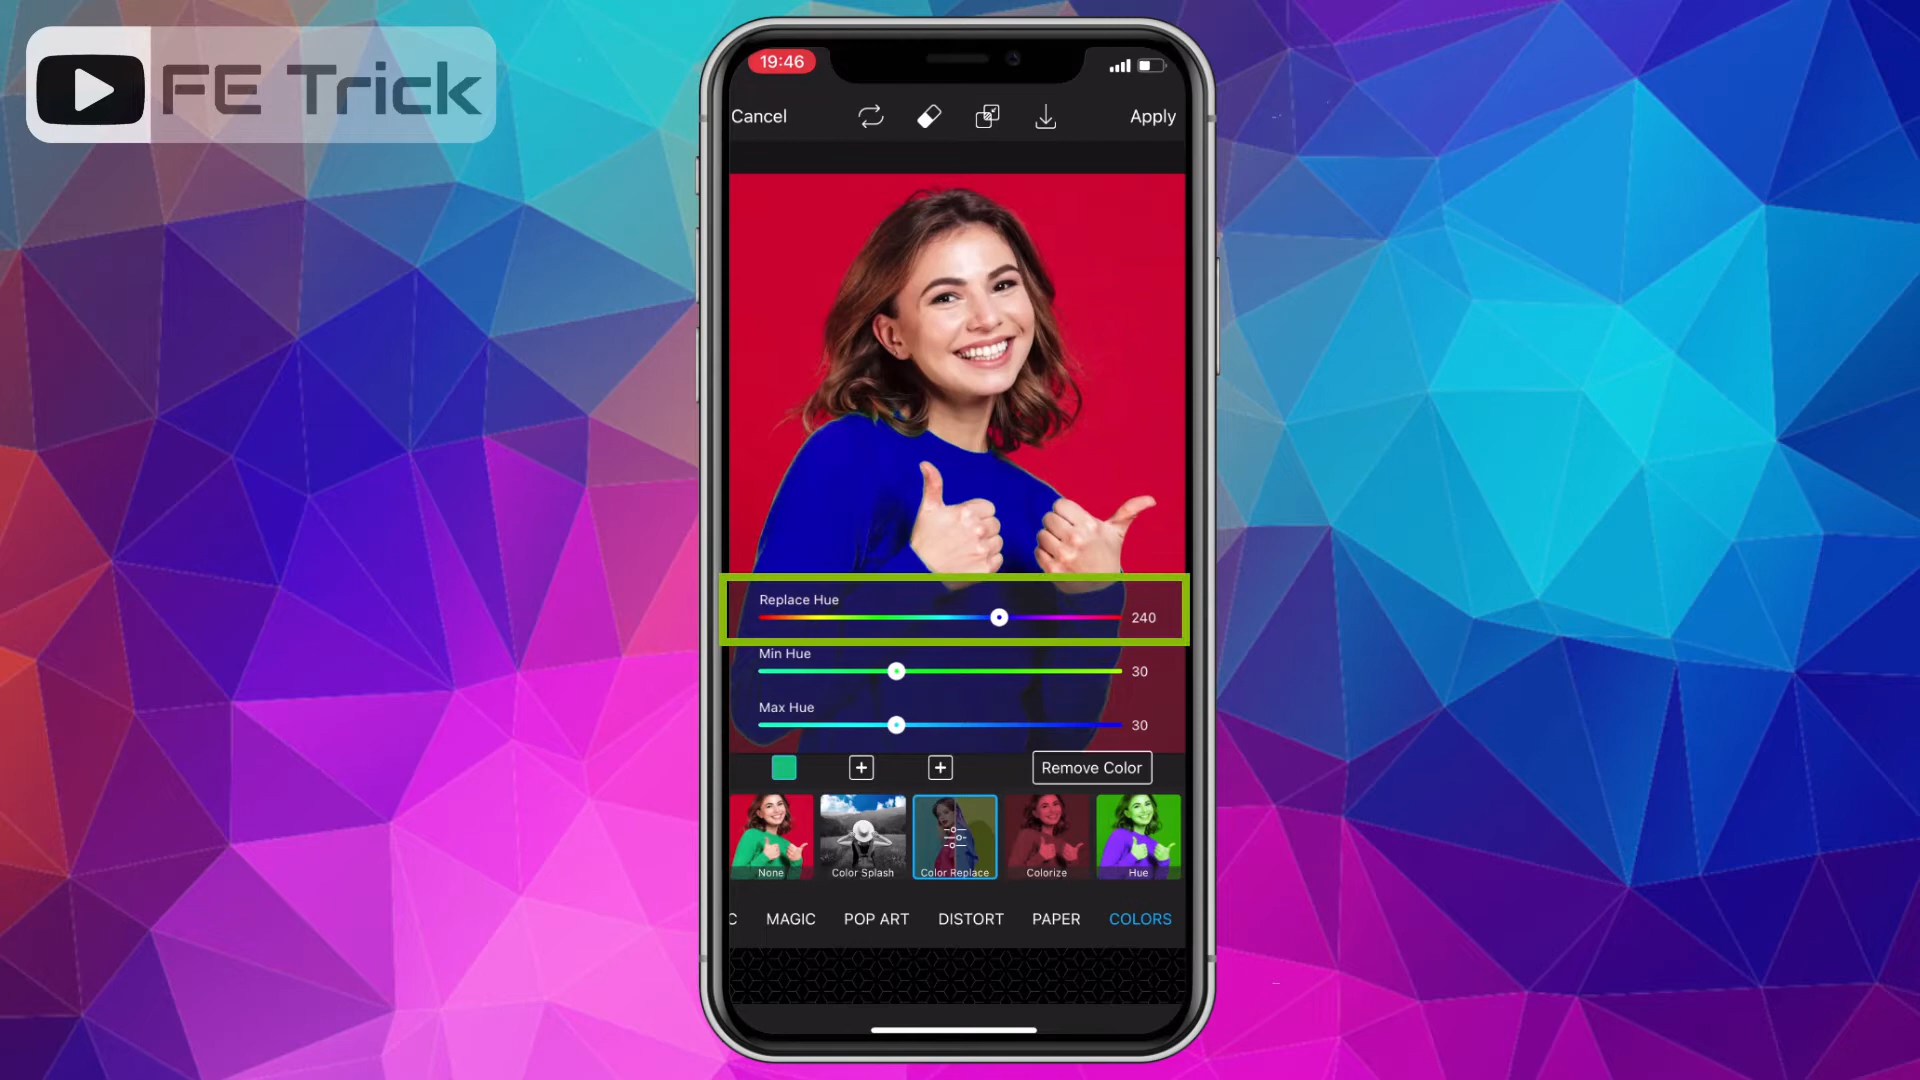 FE Trick
19:46
Cancel
Apply
Replace Hue
240
Min Hue
30
Max Hue
30
Remove Color
None
Color Splash
Color Replace
Colorize
Hue
C MAGIC POP ART DISTORT PAPER COLORS